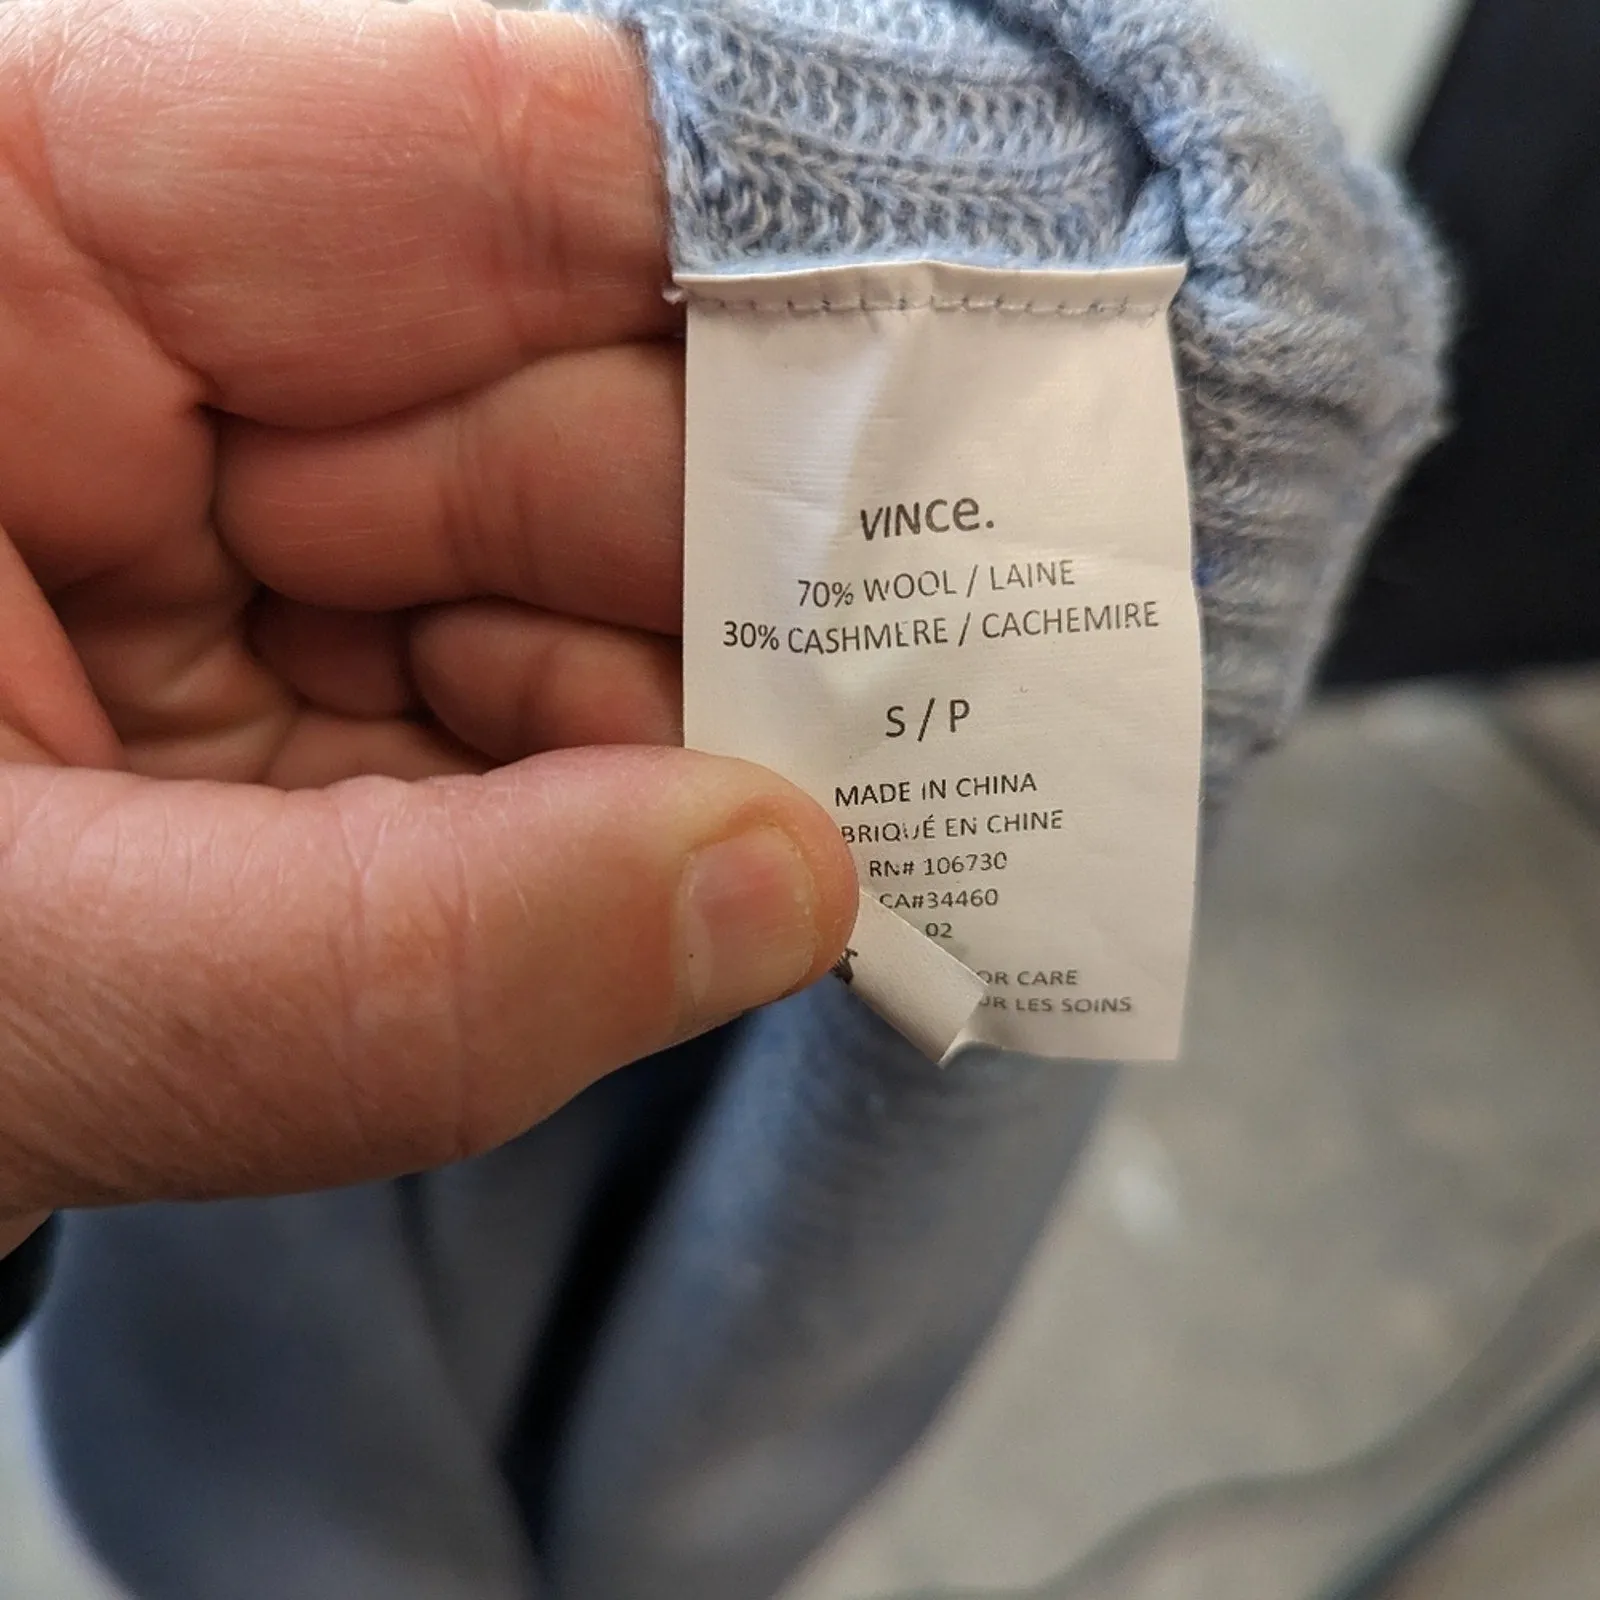 VINCe.
70% WOOL / LAINE
30% CASHMERE / CACHEMIRE
S / P
MADE IN CHINA
BRIQUÉ EN CHINE
RN# 106730
CA#34460
02
OR CARE
UR LES SOINS